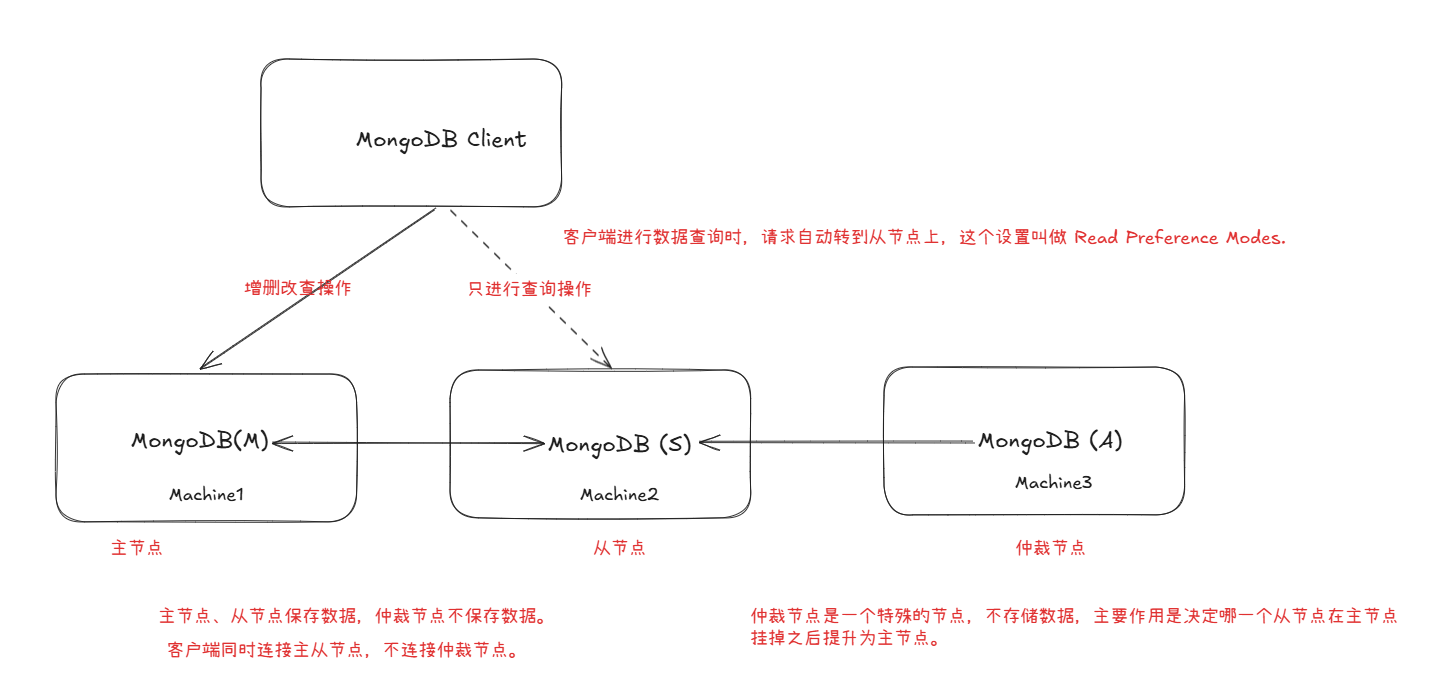 MongoDB Client
客户端进行数据查询时，请求自动转到从节点上，这个设置叫做 Read Preference Modes.
增删改查操作
只进行查询操作
MongoDB(M)
MongoDB (S)
MongoDB (A)
Machine1
Machine2
Machine3
主节点
从节点
仲裁节点
主节点、从节点保存数据，仲裁节点不保存数据。
客户端同时连接主从节点，不连接仲裁节点。
仲裁节点是一个特殊的节点，不存储数据，主要作用是决定哪一个从节点在主节点
挂掉之后提升为主节点。